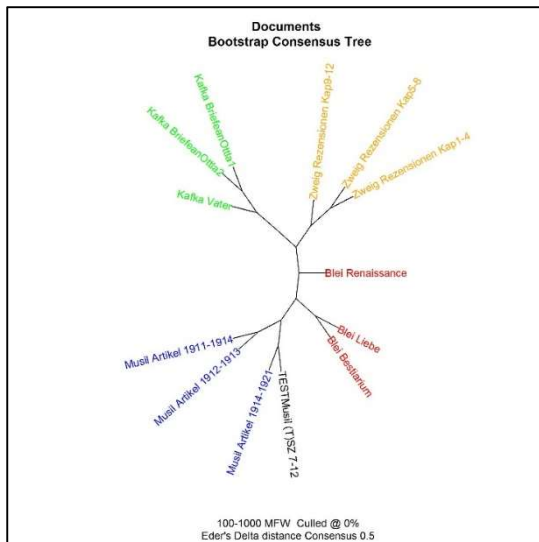 Documents
Bootstrap Consensus Tree
Kafka BriefeanOttla1
Kafka BriefeanOttla2
Kafka Vater
Zweig Rezensionen Kap9-12
Zweig Rezensionen Kap5-8
Zweig Rezensionen Kap1-4
Blei Renaissance
Blei Liebe
Blei Bestiarium
Musil Artikel 1911-1914
Musil Artikel 1912-1913
Musil Artikel 1914-1921
TESTMusil (T)SZ 7-12
100-1000 MFW Culled @ 0%
Eder's Delta distance Consensus 0.5